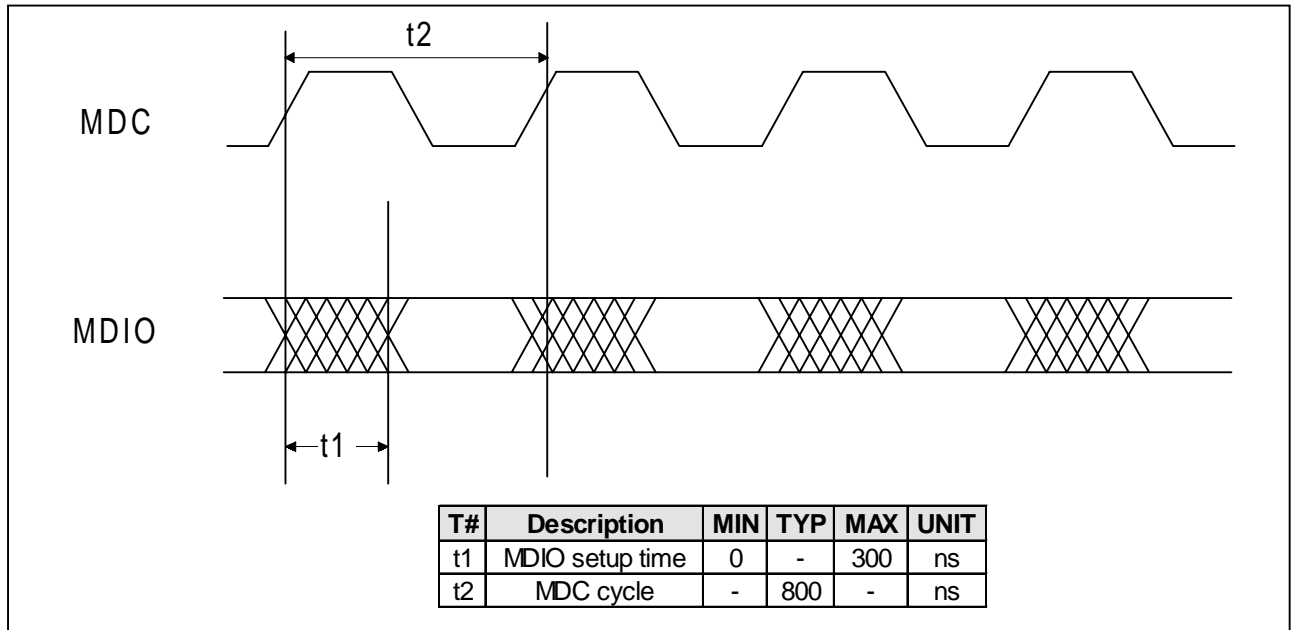 t2
MDC
MDIO
t1
T# Description MIN TYP MAX UNIT
t1 MDIO setup time 0 - 300 ns
t2 MDC cycle - 800 - ns